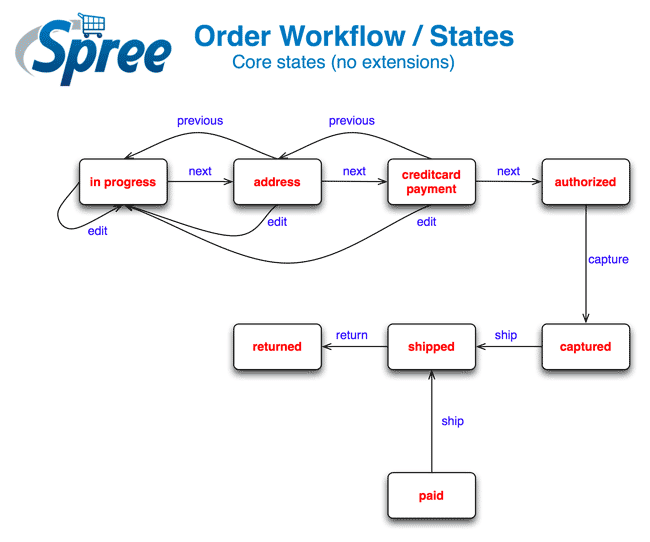 Spree
Order Workflow / States
Core states (no extensions)
previous
previous
in progress
next
address
next
creditcard
payment
next
authorized
edit
edit
edit
capture
returned
return
shipped
ship
captured
ship
paid